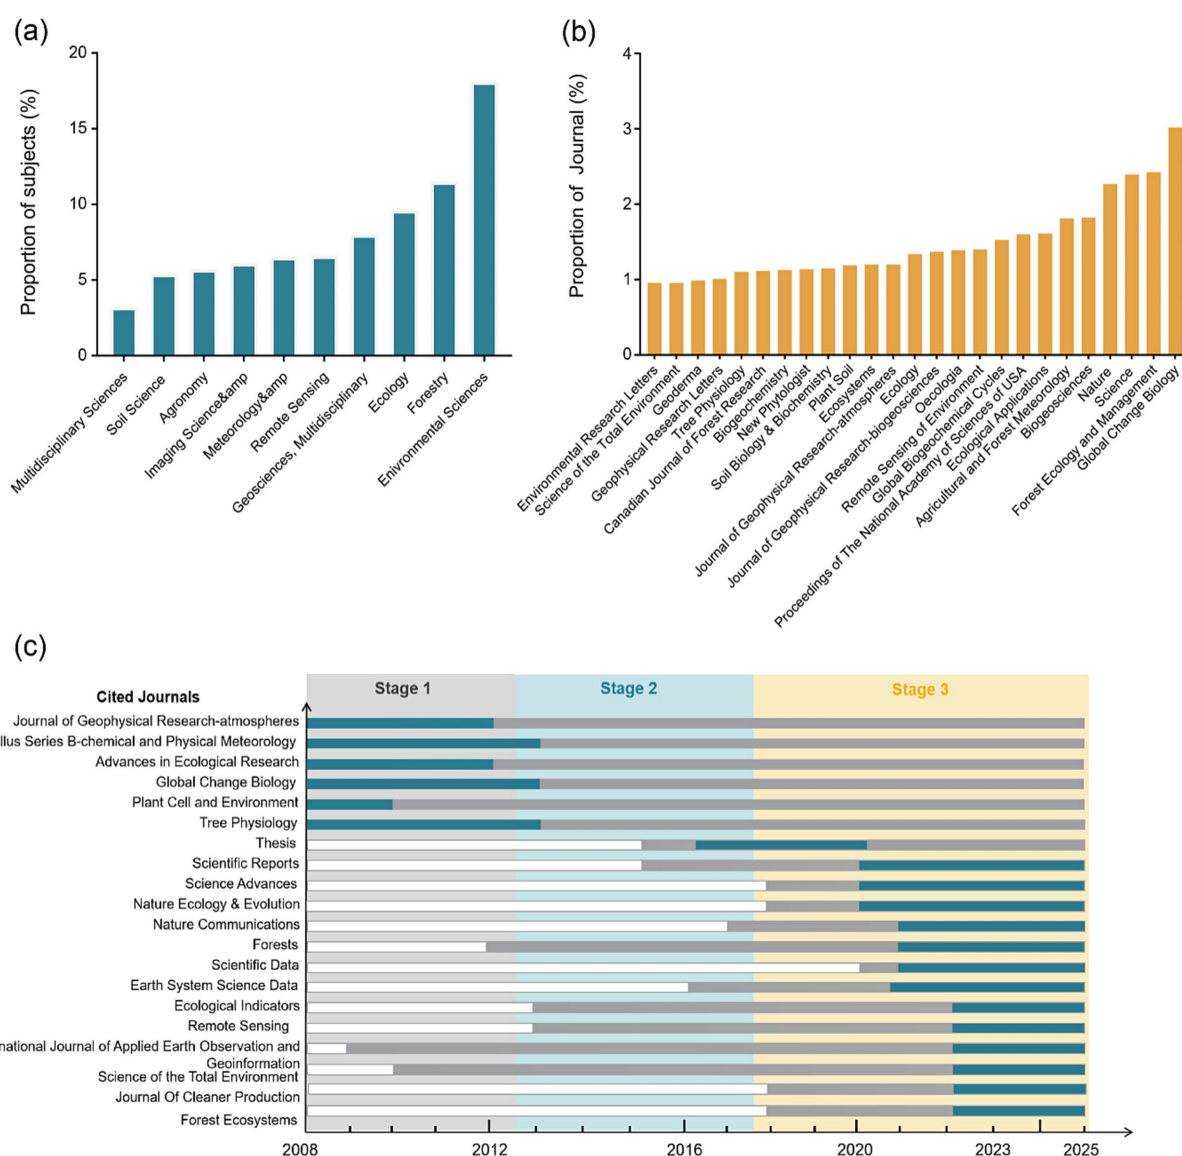 (a)
20
15
10
5
0
Proportion of subjects (%)
Multidisciplinary Sciences
Soil Science
Agronomy
Imaging Science&amp
Meteorology&amp
Remote Sensing
Geosciences, Multidisciplinary
Ecology
Forestry
Enivronmental Sciences
(b)
4
3
2
1
0
Proportion of Journal (%)
Environmental Research Letters
Science of the Total Environment
Geoderma
Geophysical Research Letters
Tree Physiology
Canadian Journal of Forest Research
Biogeochemistry
New Phytologist
Soil Biology & Biochemistry
Plant Soil
Ecosystems
Journal of Geophysical Research-atmospheres
Ecology
Journal of Geophysical Research-biogeosciences
Oecologia
Remote Sensing of Environment
Global Biogeochemical Cycles
Proceedings of The National Academy of Sciences of USA
Ecological Applications
Agricultural and Forest Meteorology
Biogeosciences
Nature
Science
Forest Ecology and Management
Global Change Biology
(c)
Cited Journals
Stage 1
Stage 2
Stage 3
Journal of Geophysical Research-atmospheres
llus Series B-chemical and Physical Meteorology
Advances in Ecological Research
Global Change Biology
Plant Cell and Environment
Tree Physiology
Thesis
Scientific Reports
Science Advances
Nature Ecology & Evolution
Nature Communications
Forests
Scientific Data
Earth System Science Data
Ecological Indicators
Remote Sensing
national Journal of Applied Earth Observation and
Geoinformation
Science of the Total Environment
Journal Of Cleaner Production
Forest Ecosystems
2008
2012
2016
2020
2023
2025